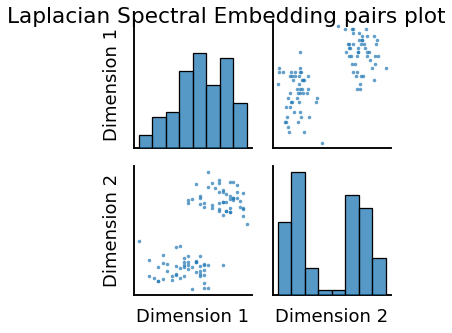 Laplacian Spectral Embedding pairs plot
Dimension 1
Dimension 2
Dimension 1
Dimension 2